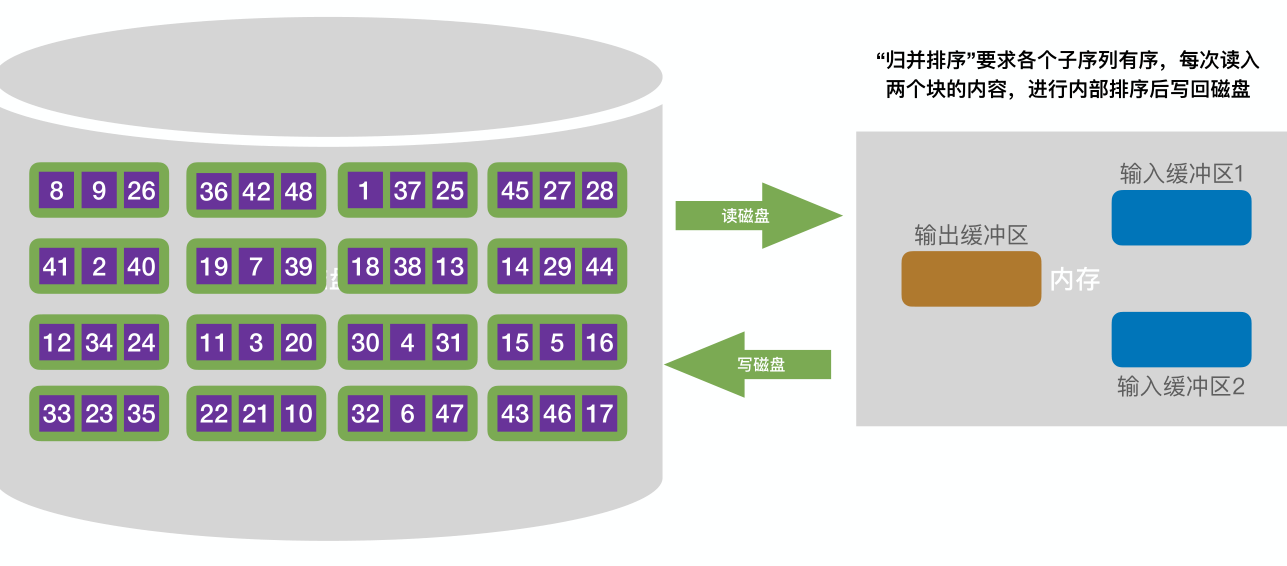 “归并排序”要求各个子序列有序，每次读入
两个块的内容，进行内部排序后写回磁盘
8 9 26 36 42 48 1 37 25 45 27 28
41 2 40 19 7 39 18 38 13 14 29 44
12 34 24 11 3 20 30 4 31 15 5 16
33 23 35 22 21 10 32 6 47 43 46 17
读磁盘
写磁盘
输入缓冲区1
输出缓冲区
内存
输入缓冲区2